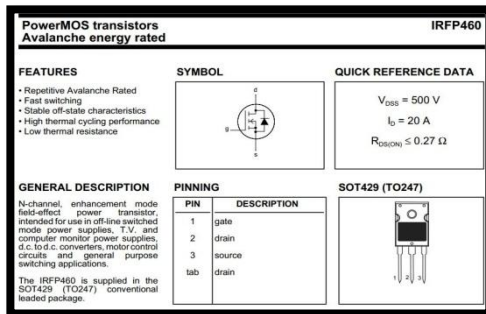 PowerMOS transistors
Avalanche energy rated
IRFP460
FEATURES
• Repetitive Avalanche Rated
• Fast switching
• Stable off-state characteristics
• High thermal cycling performance
• Low thermal resistance
SYMBOL
d
g
s
QUICK REFERENCE DATA
VDSS = 500 V
ID = 20 A
RDS(ON) ≤ 0.27 Ω
GENERAL DESCRIPTION
N-channel, enhancement mode
field-effect power transistor,
intended for use in off-line switched
mode power supplies, T.V. and
computer monitor power supplies,
d.c. to d.c. converters, motor control
circuits and general purpose
switching applications.
The IRFP460 is supplied in the
SOT429 (TO247) conventional
leaded package.
PINNING
PIN DESCRIPTION
1 gate
2 drain
3 source
tab drain
SOT429 (TO247)
1 2 3